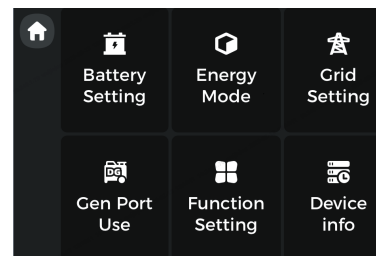 Battery
Setting
Energy
Mode
Grid
Setting
DG
Gen Port
Use
Function
Setting
Device
info